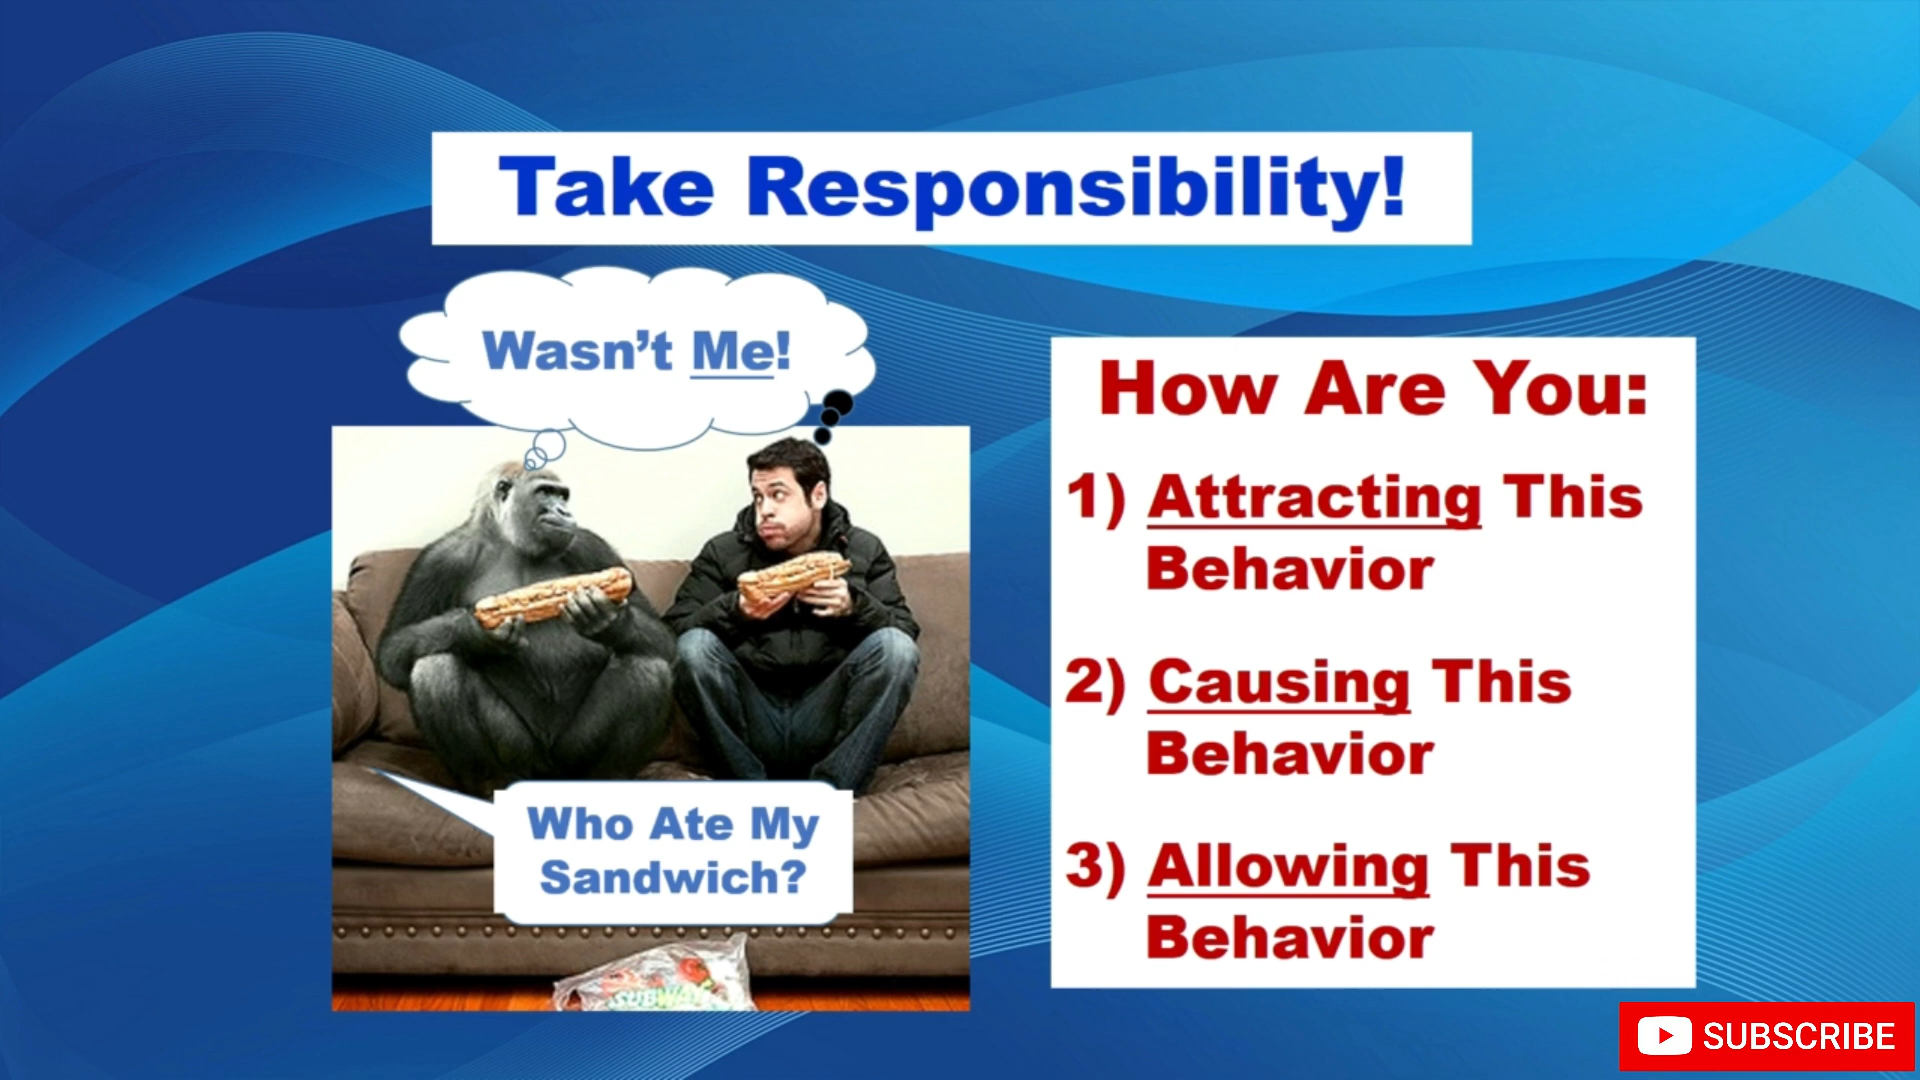 Take Responsibility!
Wasn't Me!
Who Ate My
Sandwich?
SUBWAY
How Are You:
1) Attracting This
Behavior
2) Causing This
Behavior
3) Allowing This
Behavior
SUBSCRIBE